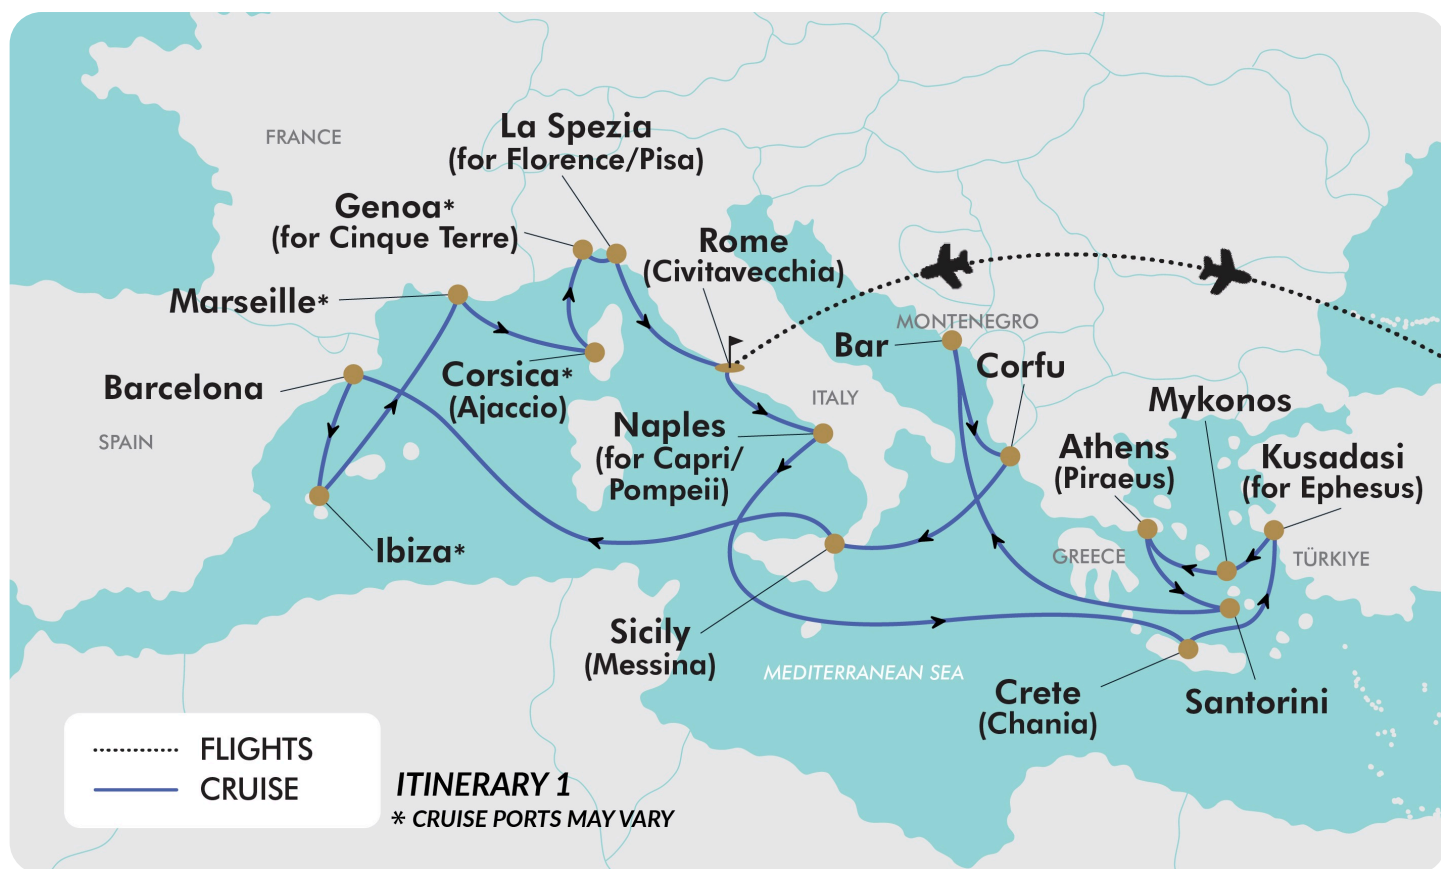 FRANCE
La Spezia
(for Florence/Pisa)
Genoa*
(for Cinque Terre)
Rome
(Civitavecchia)
Marseille*
MONTENEGRO
Bar
Corfu
Barcelona
Corsica*
(Ajaccio)
ITALY
Mykonos
SPAIN
Naples
(for Capri/
Pompeii)
Athens
(Piraeus)
Kusadasi
(for Ephesus)
Ibiza*
GREECE
TÜRKIYE
Sicily
(Messina)
MEDITERRANEAN SEA
Crete
(Chania)
Santorini
FLIGHTS
CRUISE
ITINERARY 1
* CRUISE PORTS MAY VARY